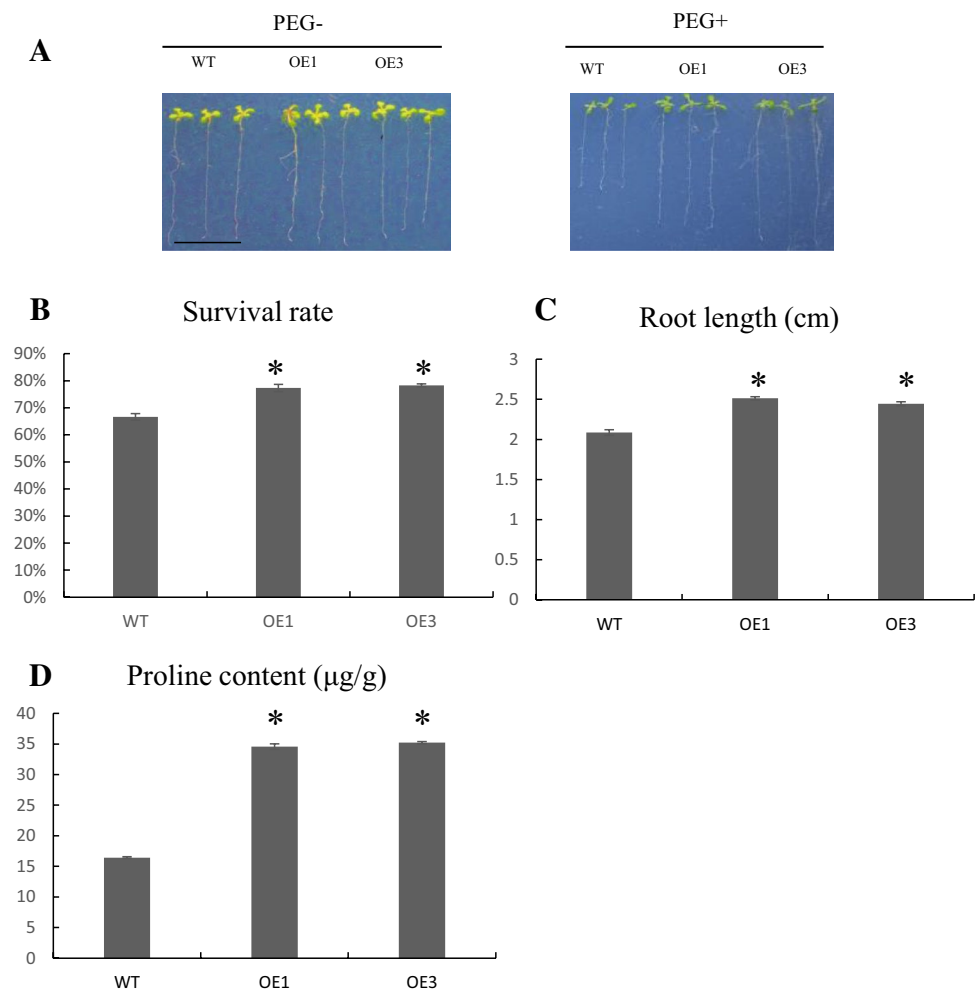 PEG-
PEG+
A
WT OE1 OE3
WT OE1 OE3
B
Survival rate
90%
80%
70%
60%
50%
40%
30%
20%
10%
0%
*
*
WT OE1 OE3
C
Root length (cm)
3
2.5
2
1.5
1
0.5
0
*
*
WT OE1 OE3
D
Proline content (μg/g)
40
35
30
25
20
15
10
5
0
*
*
WT OE1 OE3